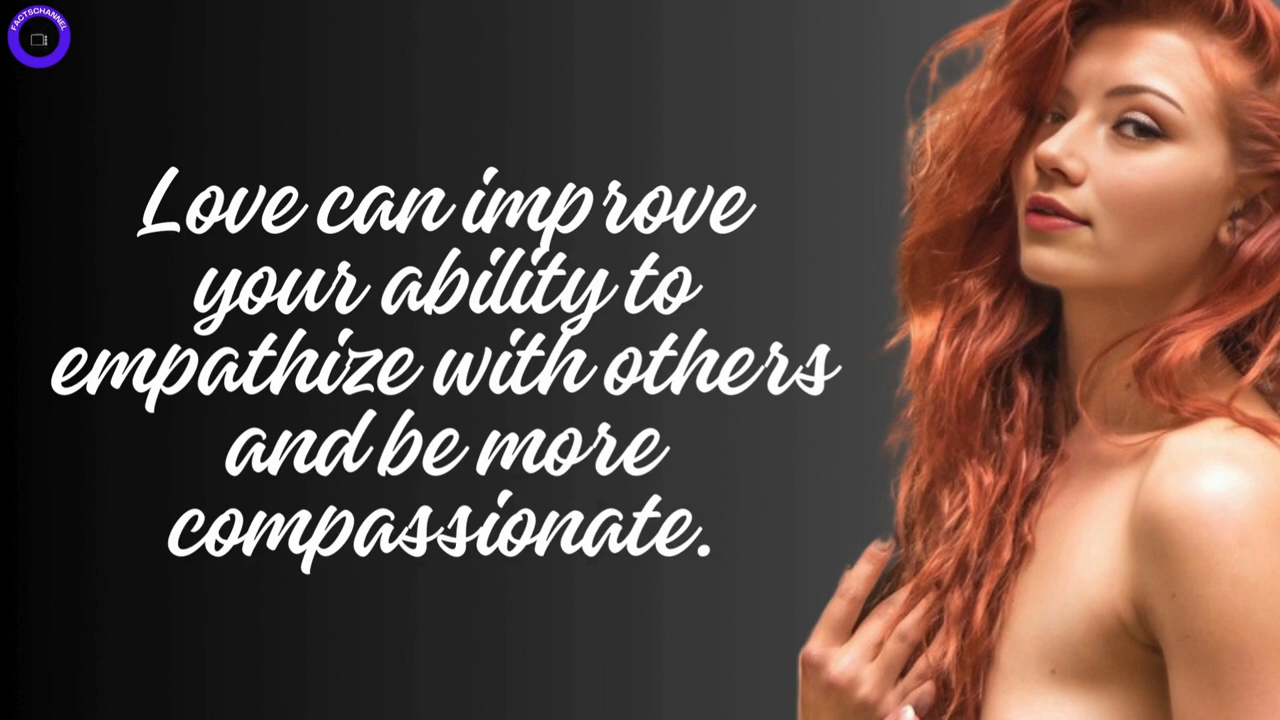 FACTSCHANNEL
Love can improve
your ability to
empathize with others
and be more
compassionate.